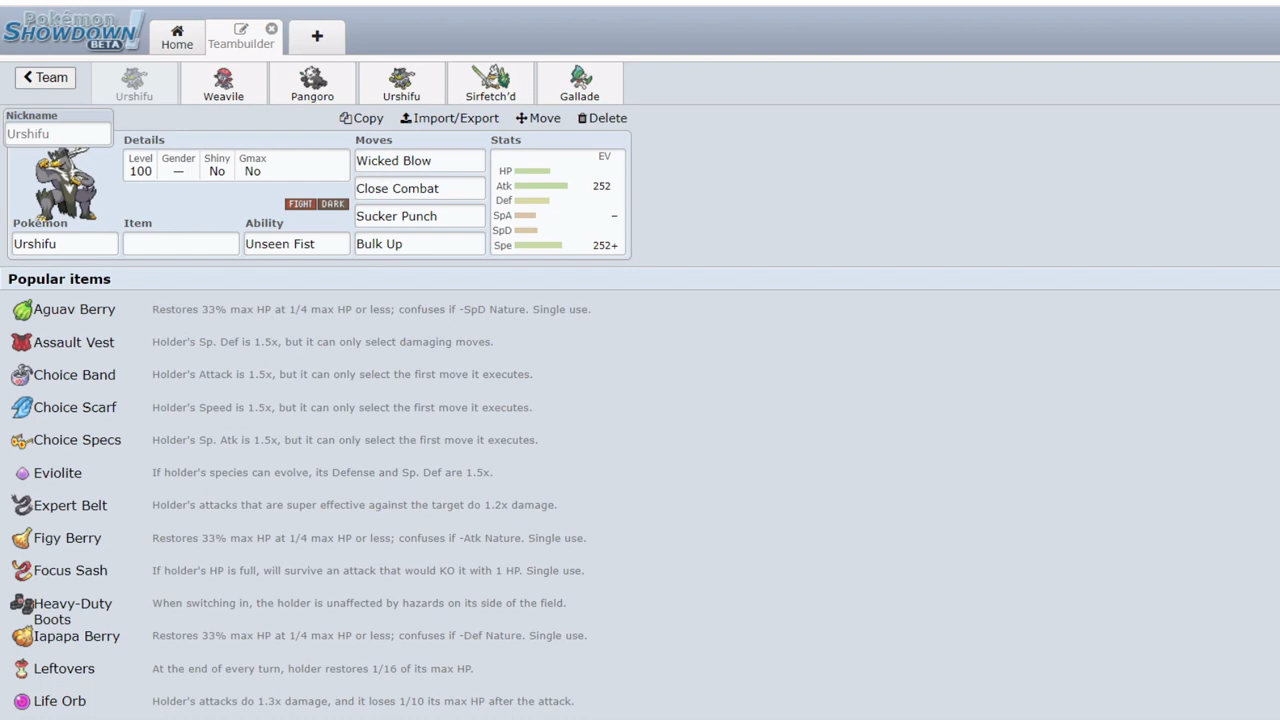 Pokémon
SHOWDOWN!
BETA
Home
Teambuilder
+
Team
Urshifu
Weavile
Pangoro
Urshifu
Sirfetch'd
Gallade
Nickname
Urshifu
Copy
Import/Export
Move
Delete
Details
Moves
Stats
Level
Gender
Shiny
Gmax
100
—
No
No
FIGHT DARK
Pokémon
Item
Ability
Urshifu
Unseen Fist
Wicked Blow
Close Combat
Sucker Punch
Bulk Up
EV
HP
Atk 252
Def
SpA –
SpD
Spe 252+
Popular items
Aguav Berry Restores 33% max HP at 1/4 max HP or less; confuses if -SpD Nature. Single use.
Assault Vest Holder's Sp. Def is 1.5x, but it can only select damaging moves.
Choice Band Holder's Attack is 1.5x, but it can only select the first move it executes.
Choice Scarf Holder's Speed is 1.5x, but it can only select the first move it executes.
Choice Specs Holder's Sp. Atk is 1.5x, but it can only select the first move it executes.
Eviolite If holder's species can evolve, its Defense and Sp. Def are 1.5x.
Expert Belt Holder's attacks that are super effective against the target do 1.2x damage.
Figy Berry Restores 33% max HP at 1/4 max HP or less; confuses if -Atk Nature. Single use.
Focus Sash If holder's HP is full, will survive an attack that would KO it with 1 HP. Single use.
Heavy-Duty Boots When switching in, the holder is unaffected by hazards on its side of the field.
Iapapa Berry Restores 33% max HP at 1/4 max HP or less; confuses if -Def Nature. Single use.
Leftovers At the end of every turn, holder restores 1/16 of its max HP.
Life Orb Holder's attacks do 1.3x damage, and it loses 1/10 its max HP after the attack.